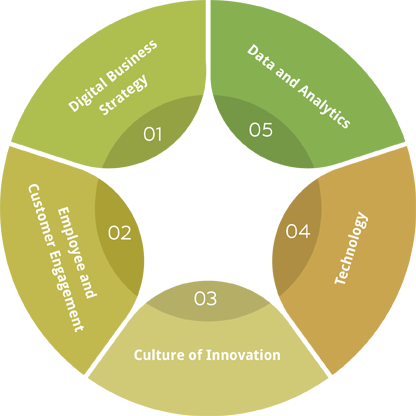 Digital Business
Strategy
01
Employee and
Customer Engagement
02
03
Culture of Innovation
Technology
04
Data and Analytics
05